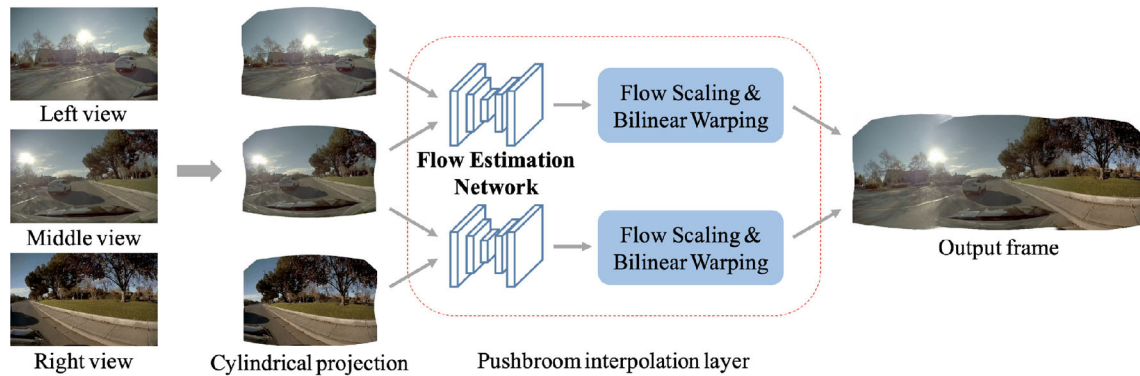 Left view
Middle view
Right view
Cylindrical projection
Flow Estimation
Network
Flow Scaling &
Bilinear Warping
Flow Scaling &
Bilinear Warping
Pushbroom interpolation layer
Output frame